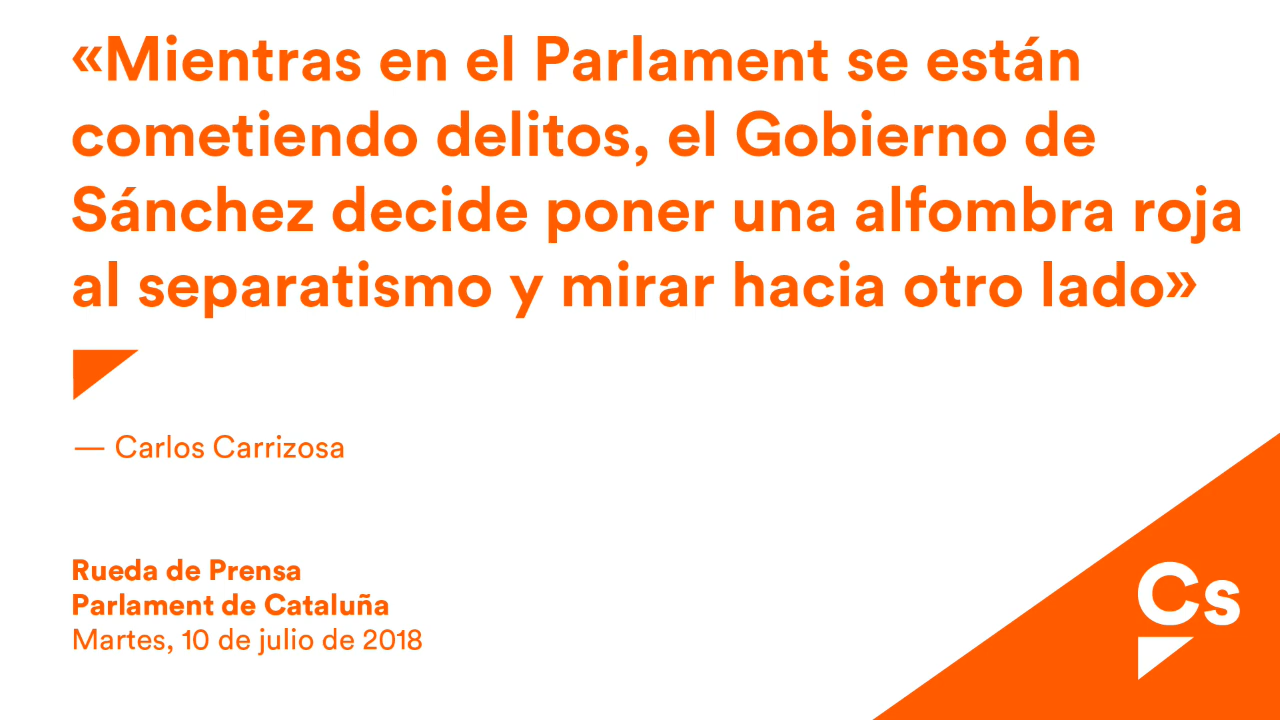 «Mientras en el Parlament se están
cometiendo delitos, el Gobierno de
Sánchez decide poner una alfombra roja
al separatismo y mirar hacia otro lado»
— Carlos Carrizosa
Rueda de Prensa
Parlament de Cataluña
Martes, 10 de julio de 2018
Cs